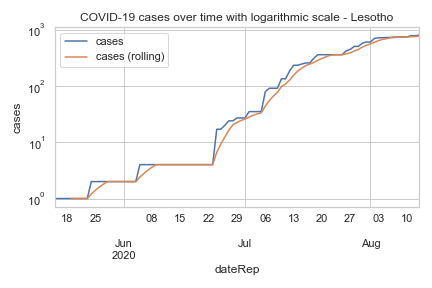 COVID-19 cases over time with logarithmic scale - Lesotho
cases
cases (rolling)
10³
10²
10¹
10⁰
cases
18 25 08 15 22 29 06 13 20 27 03 10
Jun Jul Aug
2020
dateRep